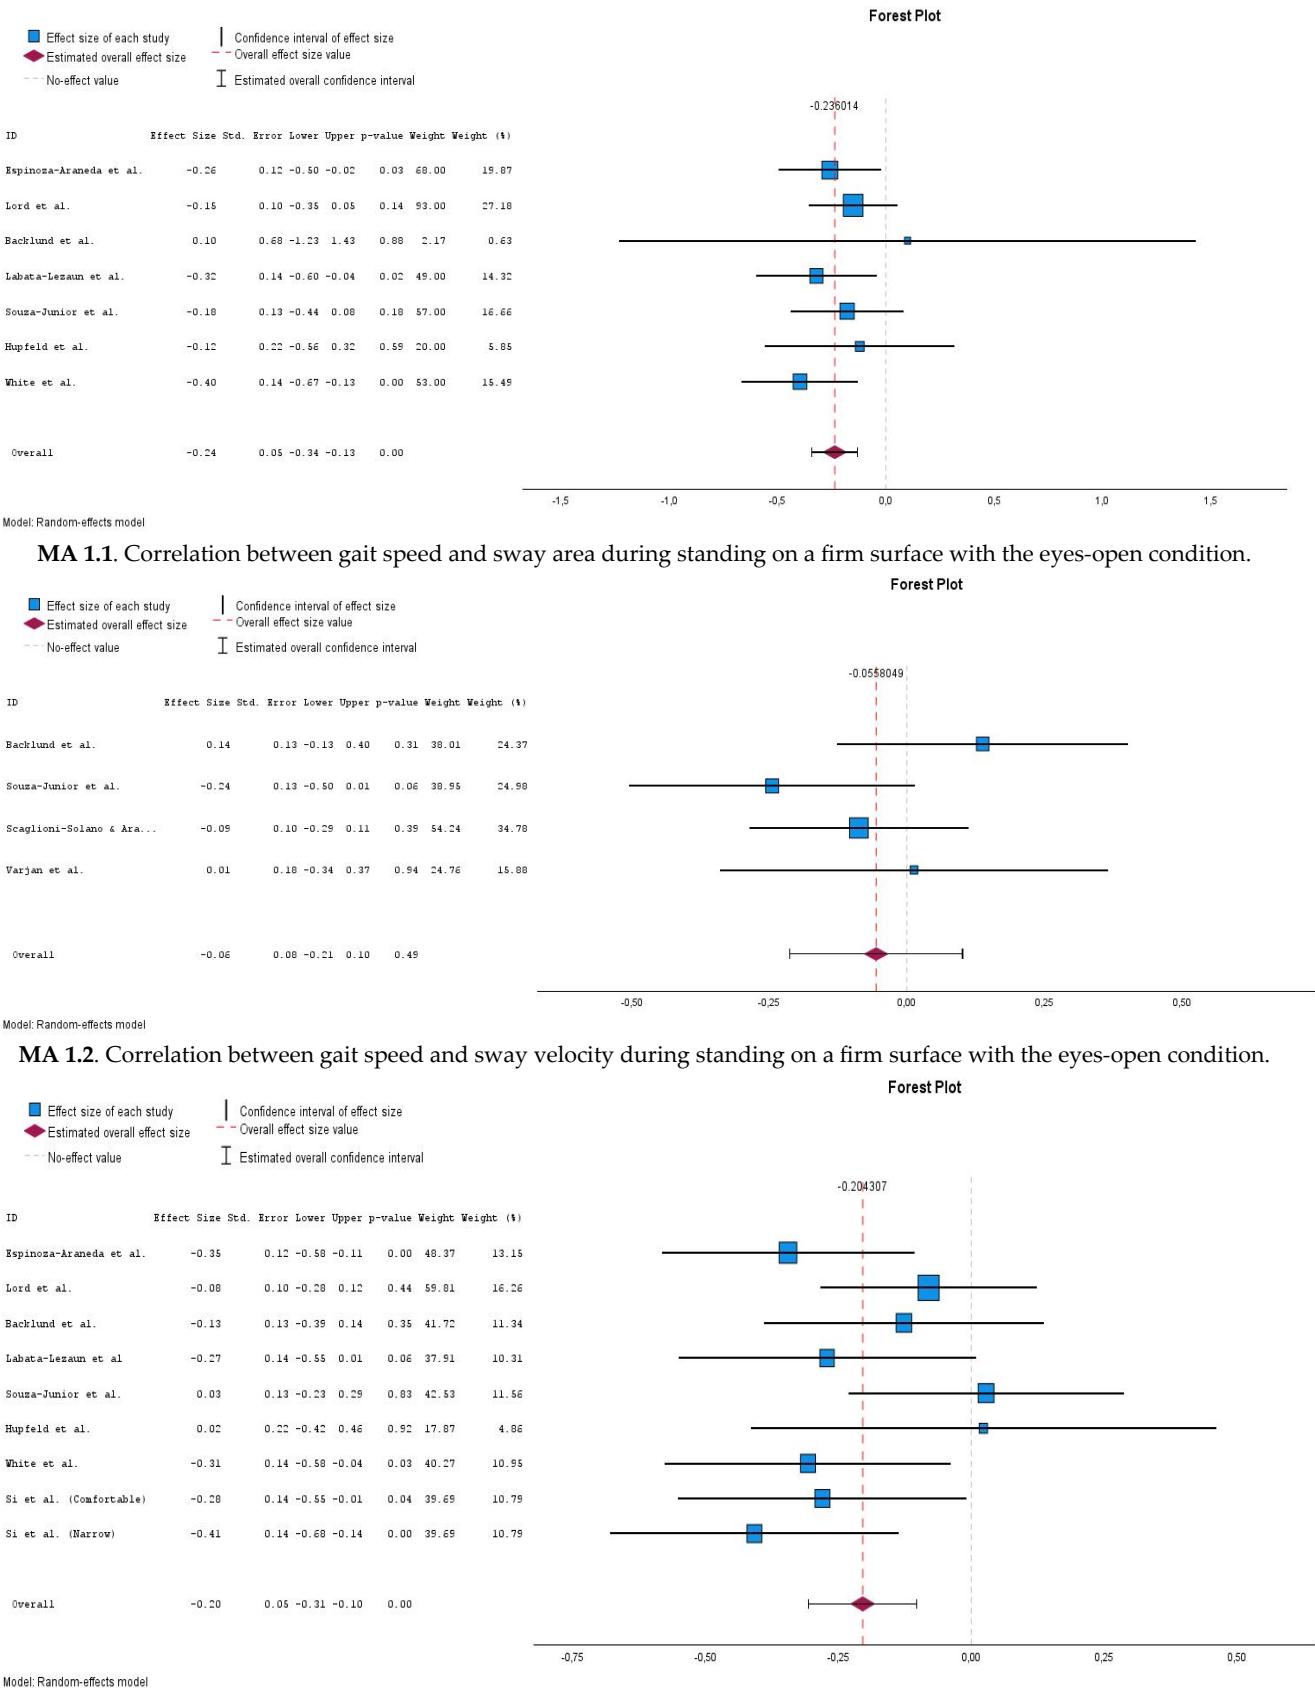 Forest Plot
Effect size of each study
Confidence interval of effect size
Estimated overall effect size
Overall effect size value
No-effect value
Estimated overall confidence interval
-0.236014
ID Effect Size Std. Error Lower Upper p-value Weight Weight (%)
Espinoza-Araneda et al. -0.26 0.12 -0.50 -0.02 0.03 68.00 19.87
Lord et al. -0.15 0.10 -0.35 0.05 0.14 93.00 27.18
Backlund et al. 0.10 0.68 -1.23 1.43 0.88 2.17 0.63
Labata-Lezaun et al. -0.32 0.14 -0.60 -0.04 0.02 49.00 14.32
Souza-Junior et al. -0.18 0.13 -0.44 0.08 0.18 57.00 16.66
Hupfeld et al. -0.12 0.22 -0.56 0.32 0.59 20.00 5.85
White et al. -0.40 0.14 -0.67 -0.13 0.00 53.00 15.49
Overall -0.24 0.05 -0.34 -0.13 0.00
-1,5 -1,0 -0,5 0,0 0,5 1,0 1,5
Model: Random-effects model
MA 1.1. Correlation between gait speed and sway area during standing on a firm surface with the eyes-open condition.
Forest Plot
Effect size of each study
Confidence interval of effect size
Estimated overall effect size
Overall effect size value
No-effect value
Estimated overall confidence interval
-0.0558049
ID Effect Size Std. Error Lower Upper p-value Weight Weight (%)
Backlund et al. 0.14 0.13 -0.13 0.40 0.31 38.01 24.37
Souza-Junior et al. -0.24 0.13 -0.50 0.01 0.06 38.95 24.98
Scaglioni-Solano & Ara... -0.09 0.10 -0.29 0.11 0.39 54.24 34.78
Varjan et al. 0.01 0.18 -0.34 0.37 0.94 24.76 15.88
Overall -0.06 0.08 -0.21 0.10 0.49
-0,50 -0,25 0,00 0,25 0,50
Model: Random-effects model
MA 1.2. Correlation between gait speed and sway velocity during standing on a firm surface with the eyes-open condition.
Forest Plot
Effect size of each study
Confidence interval of effect size
Estimated overall effect size
Overall effect size value
No-effect value
Estimated overall confidence interval
-0.204307
ID Effect Size Std. Error Lower Upper p-value Weight Weight (%)
Espinoza-Araneda et al. -0.35 0.12 -0.58 -0.11 0.00 48.37 13.15
Lord et al. -0.08 0.10 -0.28 0.12 0.44 59.81 16.26
Backlund et al. -0.13 0.13 -0.39 0.14 0.35 41.72 11.34
Labata-Lezaun et al -0.27 0.14 -0.55 0.01 0.06 37.91 10.31
Souza-Junior et al. 0.03 0.13 -0.23 0.29 0.83 42.53 11.56
Hupfeld et al. 0.02 0.22 -0.42 0.46 0.92 17.87 4.86
White et al. -0.31 0.14 -0.58 -0.04 0.03 40.27 10.95
Si et al. (Comfortable) -0.28 0.14 -0.55 -0.01 0.04 39.69 10.79
Si et al. (Narrow) -0.41 0.14 -0.68 -0.14 0.00 39.69 10.79
Overall -0.20 0.05 -0.31 -0.10 0.00
-0,75 -0,50 -0,25 0,00 0,25 0,50
Model: Random-effects model